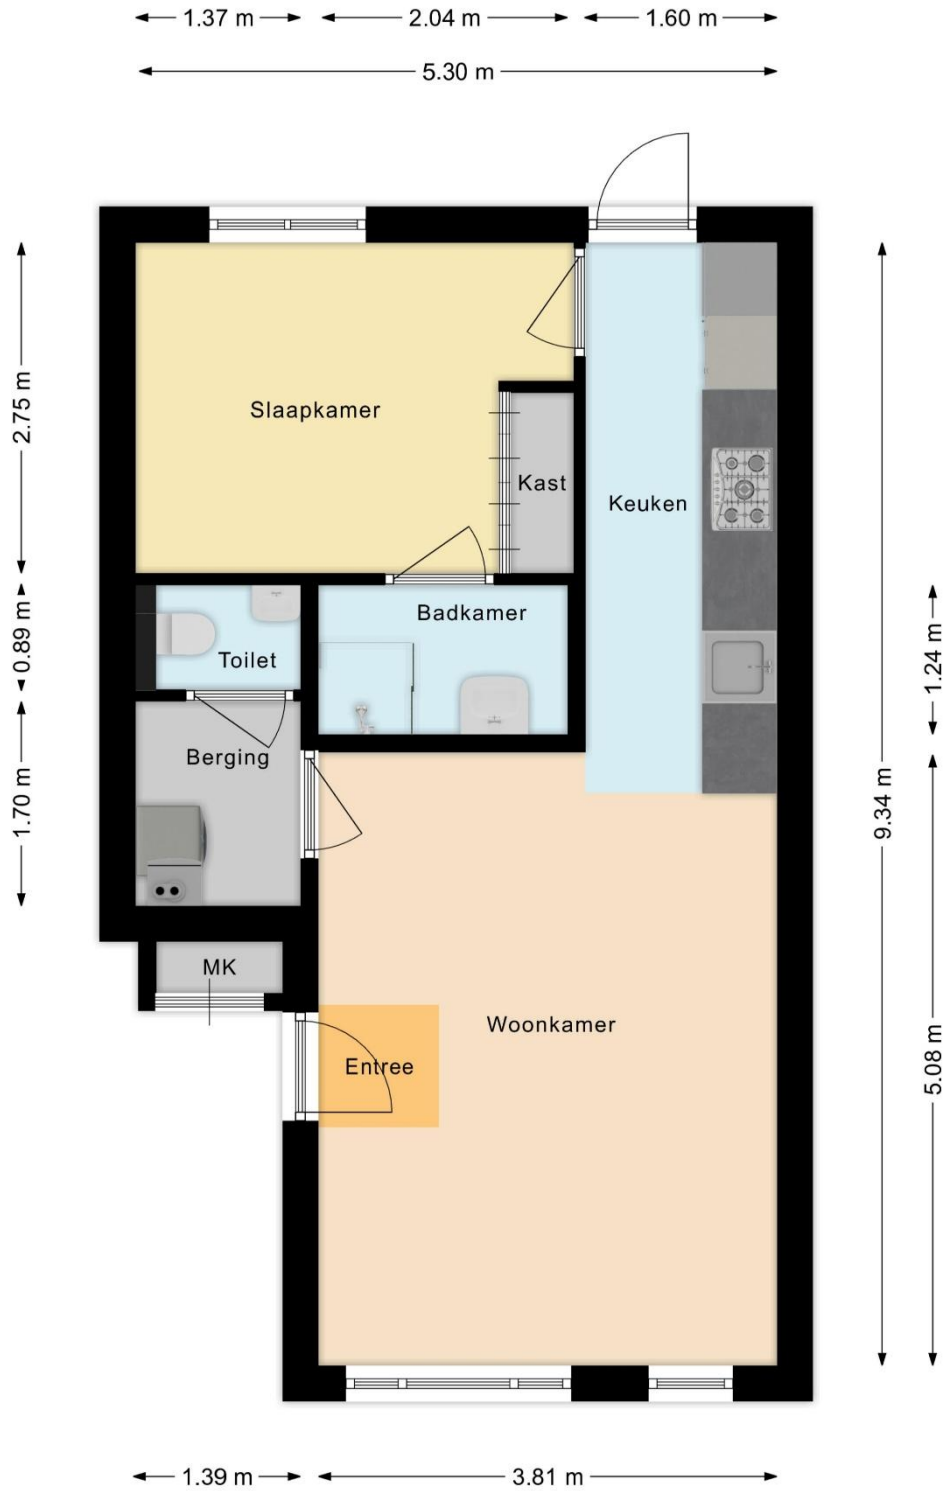 1.37 m
2.04 m
1.60 m
5.30 m
2.75 m
Slaapkamer
Kast
Keuken
0.89 m
Badkamer
Toilet
1.24 m
Berging
1.70 m
9.34 m
MK
Woonkamer
Entree
5.08 m
1.39 m
3.81 m